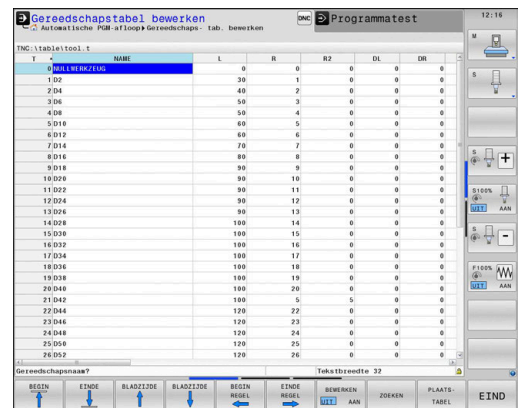 Gereedschapstabel bewerken
DNC
Programmatest
12:16
Automatische PGM-afloop▸Gereedschaps- tab. bewerken
TNC:\table\tool.t
T NAME L R R2 DL DR
0 NULLWERKZEUG 0 0 0 0 0
1 D2 30 1 0 0 0
2 D4 40 2 0 0 0
3 D6 50 3 0 0 0
4 D8 50 4 0 0 0
5 D10 60 5 0 0 0
6 D12 60 6 0 0 0
7 D14 70 7 0 0 0
8 D16 80 8 0 0 0
9 D18 90 9 0 0 0
10 D20 90 10 0 0 0
11 D22 90 11 0 0 0
12 D24 90 12 0 0 0
13 D26 90 13 0 0 0
14 D28 100 14 0 0 0
15 D30 100 15 0 0 0
16 D32 100 16 0 0 0
17 D34 100 17 0 0 0
18 D36 100 18 0 0 0
19 D38 100 19 0 0 0
20 D40 100 20 0 0 0
21 D42 100 5 5 0 0
22 D44 120 22 0 0 0
23 D46 120 23 0 0 0
24 D48 120 24 0 0 0
25 D50 120 25 0 0 0
26 D52 120 26 0 0 0
Gereedschapsnaam?
Tekstbreedte 32
M
S
S
+
S100%
UIT AAN
S
-
F100%
UIT AAN
BEGIN
EINDE
BLADZIJDE
BLADZIJDE
BEGIN REGEL
EINDE REGEL
BEWERKEN
UIT AAN
ZOEKEN
PLAATS- TABEL
EIND